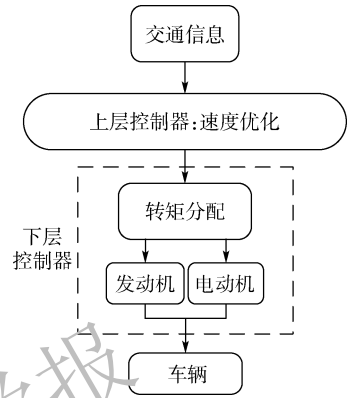 交通信息
上层控制器:速度优化
转矩分配
下层
控制器
发动机
电动机
车辆